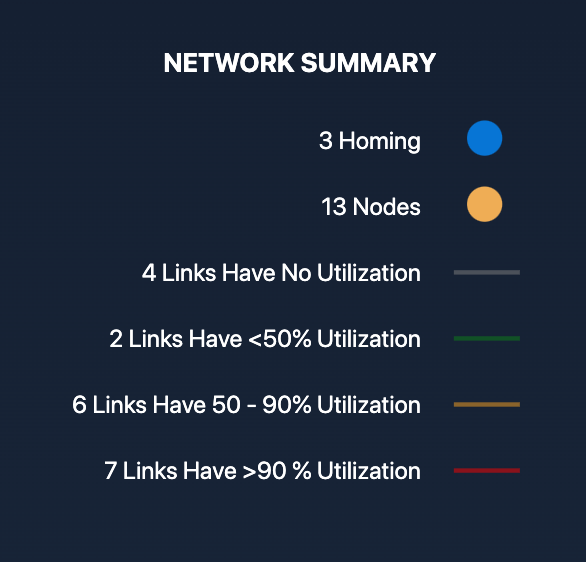 NETWORK SUMMARY
3 Homing
13 Nodes
4 Links Have No Utilization
2 Links Have <50% Utilization
6 Links Have 50 - 90% Utilization
7 Links Have >90 % Utilization